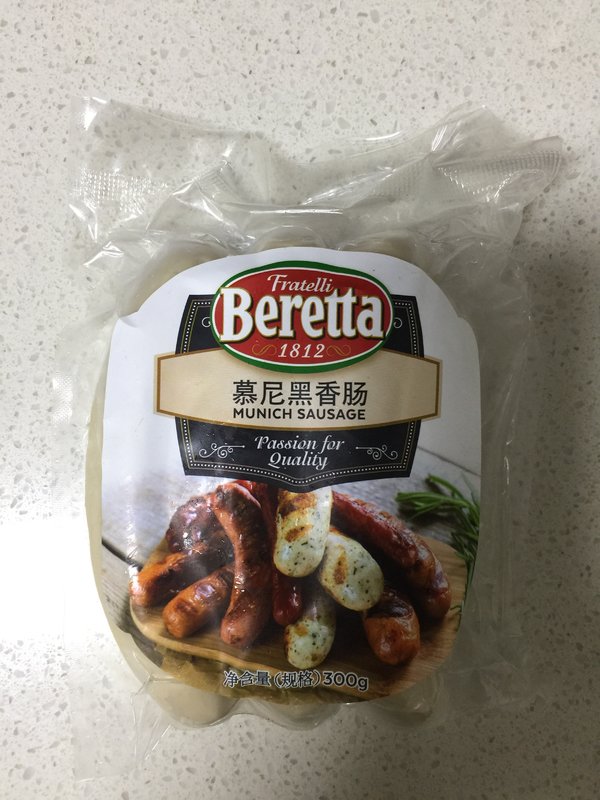 Fratelli
Beretta
1812
慕尼黑香肠
MUNICH SAUSAGE
Passion for
Quality
净含量(规格)300g